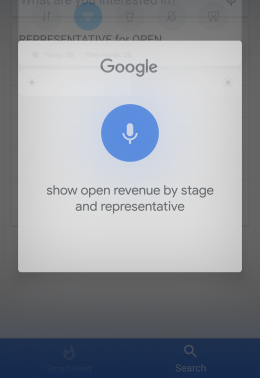 What are you interested in?
REPRESENTATIVE for OPEN
Google
show open revenue by stage
and representative
Search